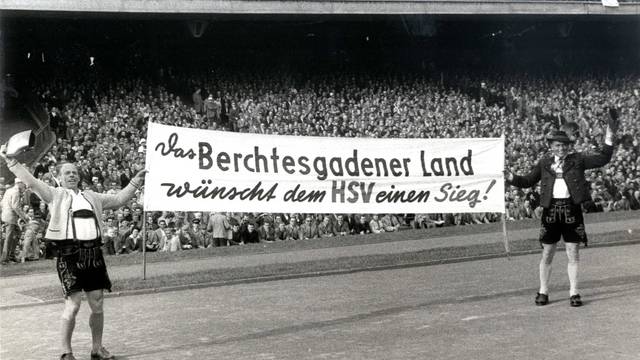 Das Berchtesgadener Land
wünscht dem HSV einen Sieg!